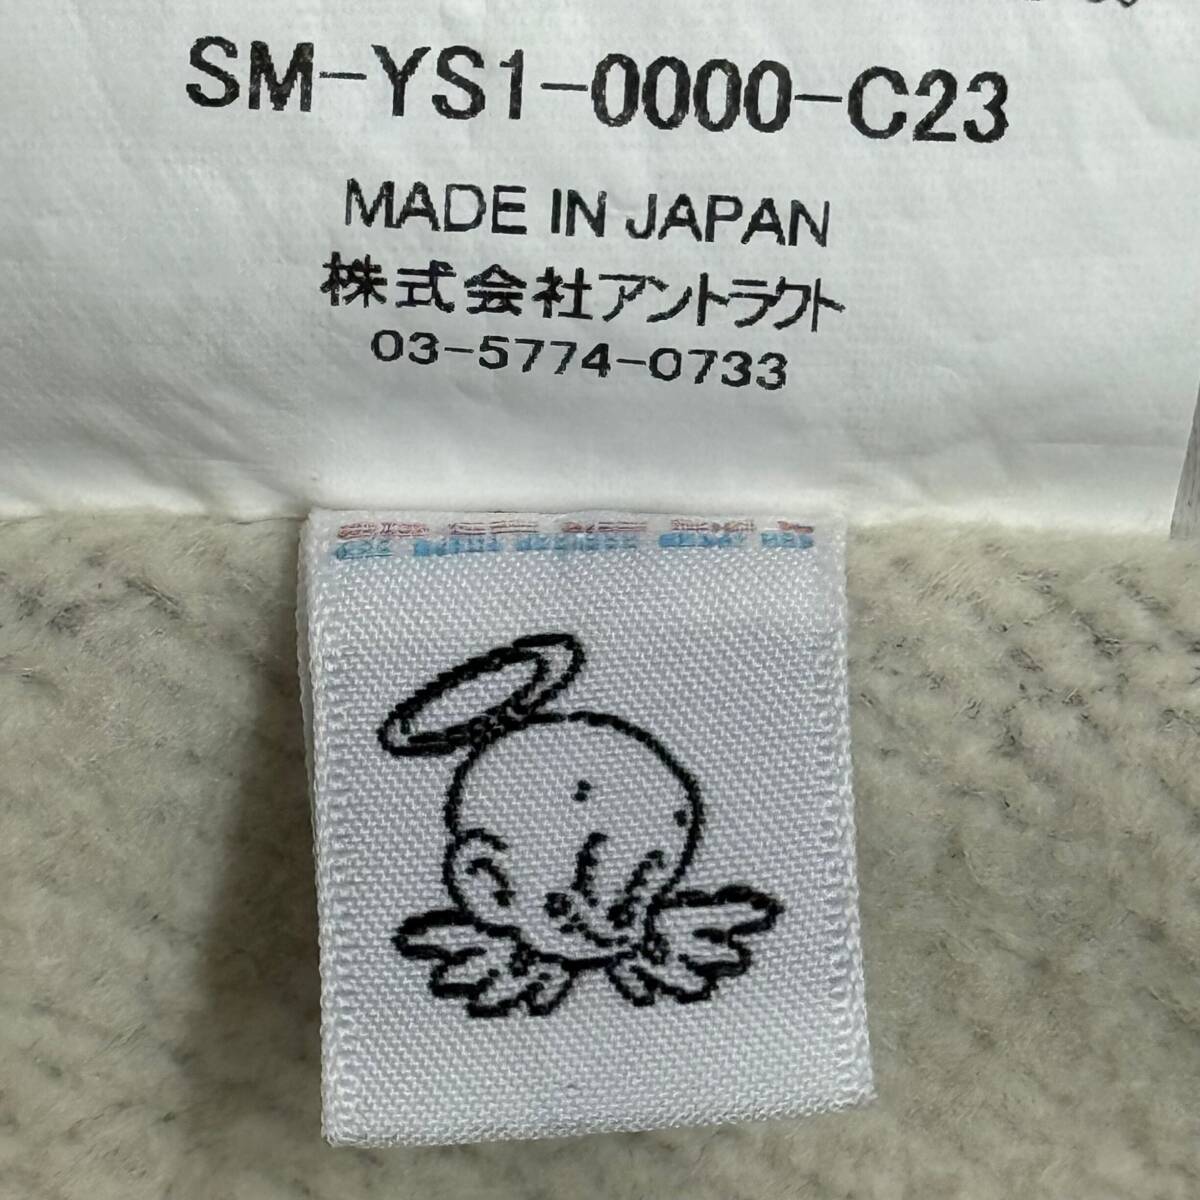 SM-YS1-0000-C23
MADE IN JAPAN
株式会社アントラクト
03-5774-0733